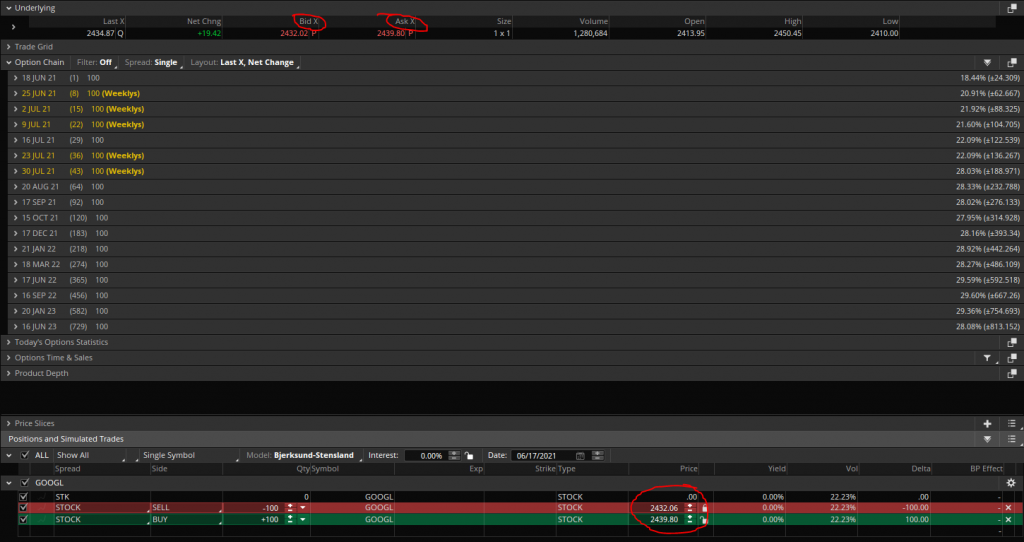 Underlying
Last X Net Chng Bid X Ask X Size Volume Open High Low
2434.87 Q +19.42 2432.02 P 2439.80 P 1 x 1 1,280,684 2413.95 2450.45 2410.00
Trade Grid
Option Chain Filter: Off Spread: Single Layout: Last X, Net Change
18 JUN 21 (1) 100 18.44% (±24.309)
25 JUN 21 (8) 100 (Weeklys) 20.91% (±62.667)
2 JUL 21 (15) 100 (Weeklys) 21.92% (±88.325)
9 JUL 21 (22) 100 (Weeklys) 21.60% (±104.705)
16 JUL 21 (29) 100 22.09% (±122.539)
23 JUL 21 (36) 100 (Weeklys) 22.09% (±136.267)
30 JUL 21 (43) 100 (Weeklys) 28.03% (±188.971)
20 AUG 21 (64) 100 28.33% (±232.788)
17 SEP 21 (92) 100 28.02% (±276.133)
15 OCT 21 (120) 100 27.95% (±314.928)
17 DEC 21 (183) 100 28.16% (±393.34)
21 JAN 22 (218) 100 28.92% (±442.264)
18 MAR 22 (274) 100 28.27% (±486.109)
17 JUN 22 (365) 100 29.59% (±592.518)
16 SEP 22 (456) 100 29.60% (±667.26)
20 JAN 23 (582) 100 29.36% (±754.693)
16 JUN 23 (729) 100 28.08% (±813.152)
Today's Options Statistics
Options Time & Sales
Product Depth
Price Slices
Positions and Simulated Trades
ALL Show All Single Symbol Model: Bjerksund-Stensland Interest: 0.00% Date: 06/17/2021
Spread Side Qty Symbol Exp Strike Type Price Yield Vol Delta BP Effect
GOOGL
STK 0 GOOGL STOCK .00 0.00% 22.23% .00 -
STOCK SELL -100 GOOGL STOCK 2432.06 0.00% 22.23% -100.00 -
STOCK BUY +100 GOOGL STOCK 2439.80 0.00% 22.23% 100.00 -
-